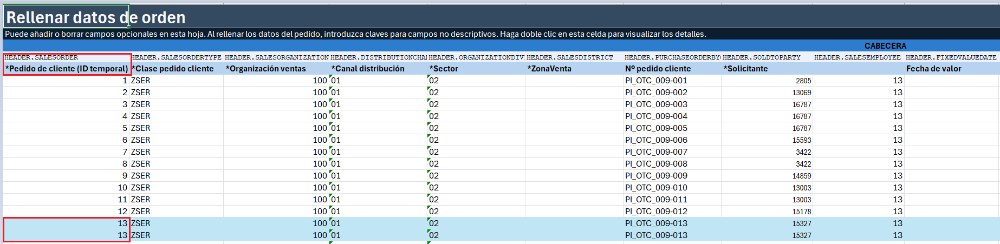 Rellenar datos de orden
Puede añadir o borrar campos opcionales en esta hoja. Al rellenar los datos del pedido, introduzca claves para campos no descriptivos. Haga doble clic en esta celda para visualizar los detalles.
CABECERA
HEADER.SALESORDER HEADER.SALESORDERTYPE HEADER.SALESORGANIZATION HEADER.DISTRIBUTIONCHA HEADER.ORGANIZATIONDIV HEADER.SALESDISTRICT HEADER.PURCHASEORDERBY HEADER.SOLDTOPARTY HEADER.SALESEMPLOYEE HEADER.FIXEDVALUEDATE
*Pedido de cliente (ID temporal) *Clase pedido cliente *Organización ventas *Canal distribución *Sector *ZonaVenta Nº pedido cliente *Solicitante Fecha de valor
1 ZSER 100 01 02 PI_OTC_009-001 2805 13
2 ZSER 100 01 02 PI_OTC_009-002 13069 13
3 ZSER 100 01 02 PI_OTC_009-003 16787 13
4 ZSER 100 01 02 PI_OTC_009-004 16787 13
5 ZSER 100 01 02 PI_OTC_009-005 16787 13
6 ZSER 100 01 02 PI_OTC_009-006 15593 13
7 ZSER 100 01 02 PI_OTC_009-007 3422 13
8 ZSER 100 01 02 PI_OTC_009-008 3422 13
9 ZSER 100 01 02 PI_OTC_009-009 14859 13
10 ZSER 100 01 02 PI_OTC_009-010 13003 13
11 ZSER 100 01 02 PI_OTC_009-011 13003 13
12 ZSER 100 01 02 PI_OTC_009-012 15178 13
13 ZSER 100 01 02 PI_OTC_009-013 15327 13
13 ZSER 100 01 02 PI_OTC_009-013 15327 13